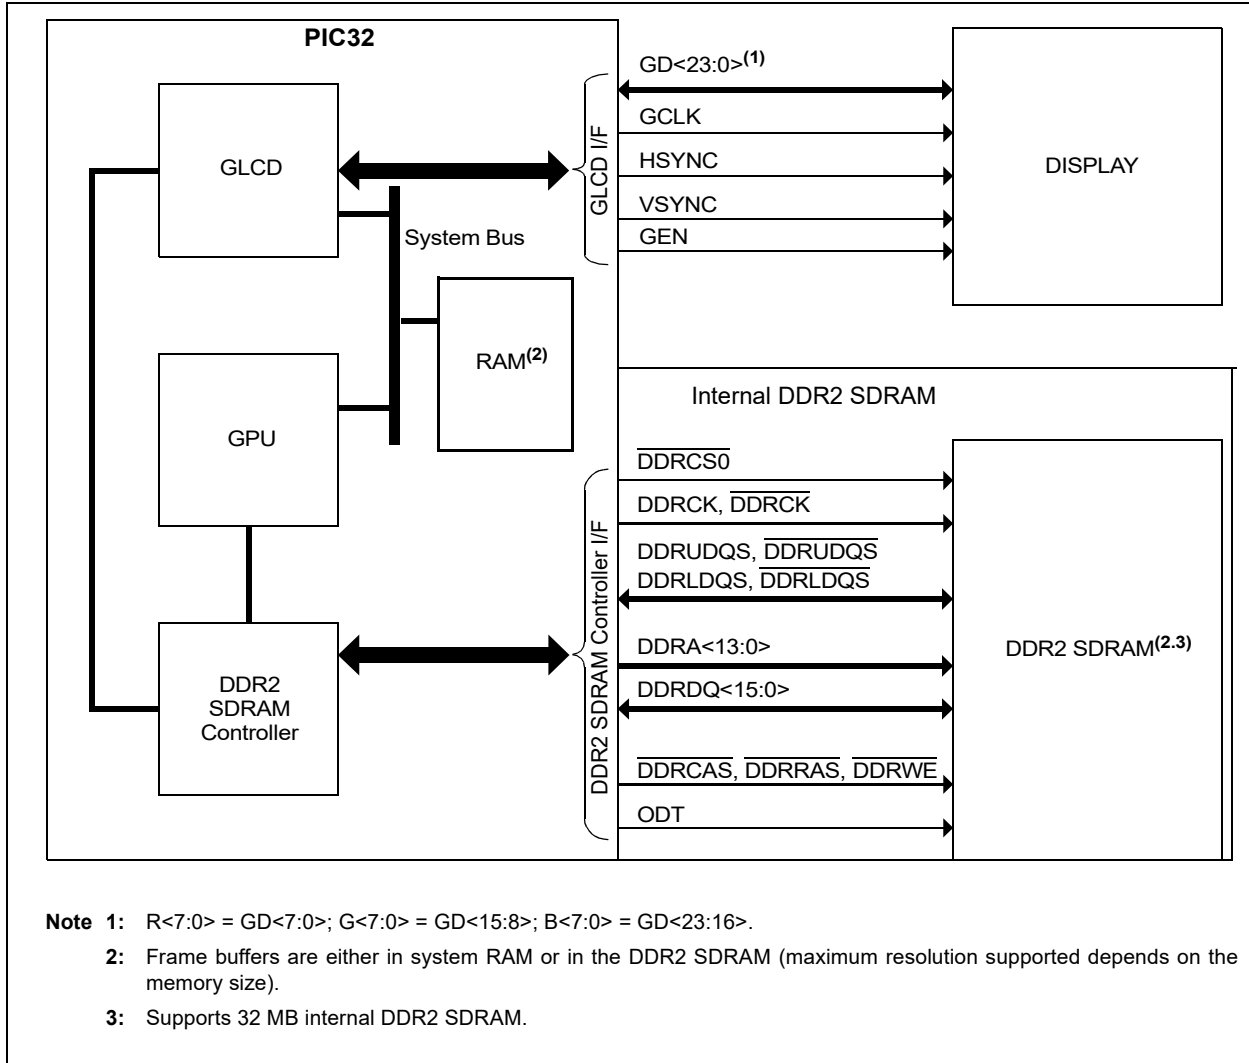 PIC32
GD<23:0>(1)
GCLK
HSYNC
VSYNC
GEN
GLCD I/F
GLCD
DISPLAY
System Bus
RAM(2)
GPU
Internal DDR2 SDRAM
DDRCS0
DDRCK, DDRCK
DDRUDQS, DDRUDQS
DDRLDQS, DDRLDQS
DDRA<13:0>
DDRDQ<15:0>
DDRCAS, DDRRAS, DDRWE
ODT
DDR2 SDRAM Controller I/F
DDR2 SDRAM(2.3)
DDR2
SDRAM
Controller
Note 1: R<7:0> = GD<7:0>; G<7:0> = GD<15:8>; B<7:0> = GD<23:16>.
2: Frame buffers are either in system RAM or in the DDR2 SDRAM (maximum resolution supported depends on the
memory size).
3: Supports 32 MB internal DDR2 SDRAM.